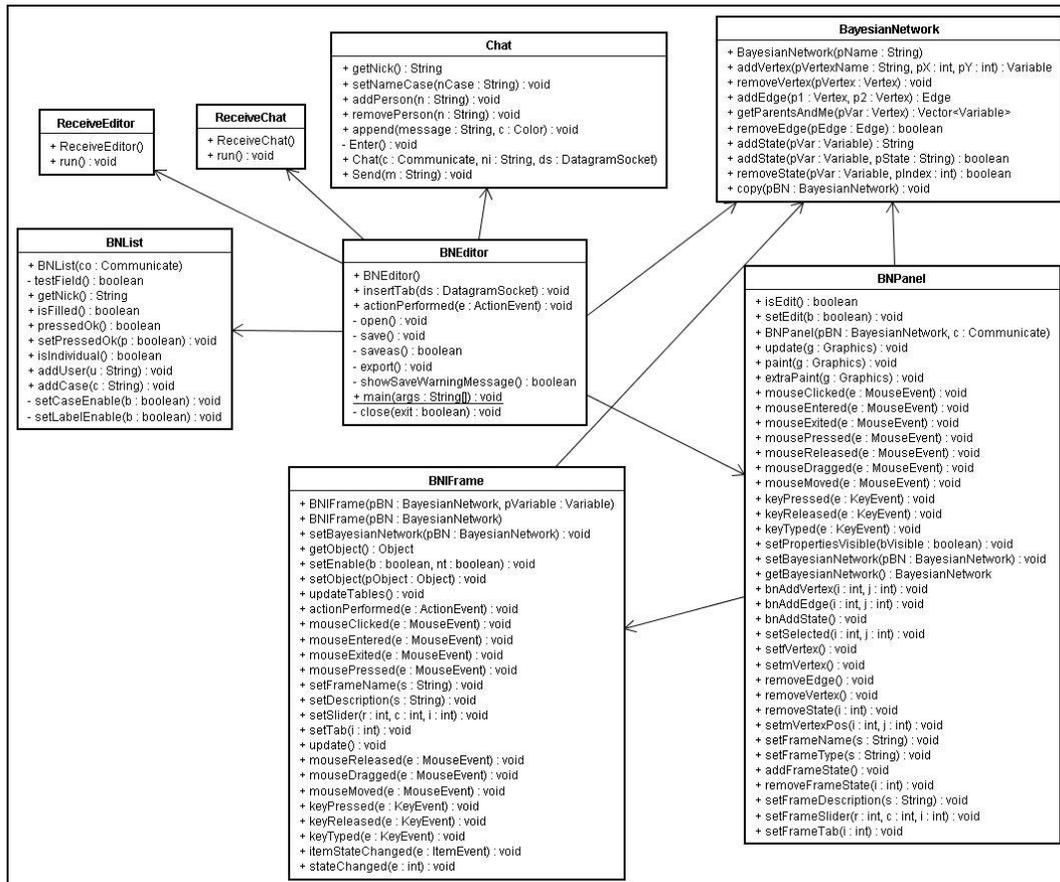 Chat
+ getNick() : String
+ setNameCase(nCase : String) : void
+ addPerson(n : String) : void
+ removePerson(n : String) : void
+ append(message : String, c : Color) : void
- Enter() : void
+ Chat(c : Communicate, ni : String, ds : DatagramSocket)
+ Send(m : String) : void
BayesianNetwork
+ BayesianNetwork(pName : String)
+ addVertex(pVertexName : String, pX : int, pY : int) : Variable
+ removeVertex(pVertex : Vertex) : void
+ addEdge(p1 : Vertex, p2 : Vertex) : Edge
+ getParentsAndMe(pVar : Vertex) : Vector<Variable>
+ removeEdge(pEdge : Edge) : boolean
+ addState(pVar : Variable) : String
+ addState(pVar : Variable, pState : String) : boolean
+ removeState(pVar : Variable, pIndex : int) : boolean
+ copy(pBN : BayesianNetwork) : void
ReceiveEditor
+ ReceiveEditor()
+ run() : void
ReceiveChat
+ ReceiveChat()
+ run() : void
BNList
+ BNList(co : Communicate)
- testField() : boolean
+ getNick() : String
+ isFilled() : boolean
+ pressedOk() : boolean
+ setPressedOk(p : boolean) : void
+ isIndividual() : boolean
+ addUser(u : String) : void
+ addCase(c : String) : void
- setCaseEnable(b : boolean) : void
- setLabelEnable(b : boolean) : void
BNEditor
+ BNEditor()
+ insertTab(ds : DatagramSocket) : void
+ actionPerformed(e : ActionEvent) : void
- open() : void
- save() : void
- saveas() : boolean
- export() : void
- showSaveWarningMessage() : boolean
+ main(args : String[]) : void
- close(exit : boolean) : void
BNPanel
+ isEdit() : boolean
+ setEdit(b : boolean) : void
+ BNPanel(pBN : BayesianNetwork, c : Communicate)
+ update(g : Graphics) : void
+ paint(g : Graphics) : void
+ extraPaint(g : Graphics) : void
+ mouseClicked(e : MouseEvent) : void
+ mouseEntered(e : MouseEvent) : void
+ mouseExited(e : MouseEvent) : void
+ mousePressed(e : MouseEvent) : void
+ mouseReleased(e : MouseEvent) : void
+ mouseDragged(e : MouseEvent) : void
+ mouseMoved(e : MouseEvent) : void
+ keyPressed(e : KeyEvent) : void
+ keyReleased(e : KeyEvent) : void
+ keyTyped(e : KeyEvent) : void
+ setPropertiesVisible(bVisible : boolean) : void
+ setBayesianNetwork(pBN : BayesianNetwork) : void
+ getBayesianNetwork() : BayesianNetwork
+ bnAddVertex(i : int, j : int) : void
+ bnAddEdge(i : int, j : int) : void
+ bnAddState() : void
+ setSelected(i : int, j : int) : void
+ setfVertex() : void
+ setmVertex() : void
+ removeEdge() : void
+ removeVertex() : void
+ removeState(i : int) : void
+ setmVertexPos(i : int, j : int) : void
+ setFrameName(s : String) : void
+ setFrameType(s : String) : void
+ addFrameState() : void
+ removeFrameState(i : int) : void
+ setFrameDescription(s : String) : void
+ setFrameSlider(r : int, c : int, i : int) : void
+ setFrameTab(i : int) : void
BNIFrame
+ BNIFrame(pBN : BayesianNetwork, pVariable : Variable)
+ BNIFrame(pBN : BayesianNetwork)
+ setBayesianNetwork(pBN : BayesianNetwork) : void
+ getObject() : Object
+ setEnable(b : boolean, nt : boolean) : void
+ setObject(pObject : Object) : void
+ updateTables() : void
+ actionPerformed(e : ActionEvent) : void
+ mouseClicked(e : MouseEvent) : void
+ mouseEntered(e : MouseEvent) : void
+ mouseExited(e : MouseEvent) : void
+ mousePressed(e : MouseEvent) : void
+ setFrameName(s : String) : void
+ setDescription(s : String) : void
+ setSlider(r : int, c : int, i : int) : void
+ setTab(i : int) : void
+ update() : void
+ mouseReleased(e : MouseEvent) : void
+ mouseDragged(e : MouseEvent) : void
+ mouseMoved(e : MouseEvent) : void
+ keyPressed(e : KeyEvent) : void
+ keyReleased(e : KeyEvent) : void
+ keyTyped(e : KeyEvent) : void
+ itemStateChanged(e : ItemEvent) : void
+ stateChanged(e : int) : void